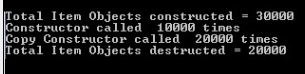 Total Item Objects constructed = 30000
Constructor called  10000 times
Copy Constructor called  20000 times
Total Item Objects destructed = 20000